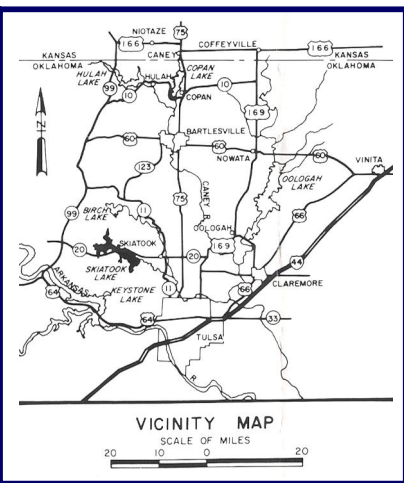 NIOTAZE
75
166
COFFEYVILLE
166
KANSAS
CANEY
KANSAS
OKLAHOMA
COPAN
LAKE
OKLAHOMA
HULAH
LAKE
HULAH
99
10
10
COPAN
169
N
BARTLESVILLE
60
60
NOWATA
60
123
VINITA
OOLOGAH
LAKE
CANEY R.
75
11
66
99
BIRCH
LAKE
OOLOGAH
20
SKIATOOK
169
20
44
SKIATOOK
LAKE
ARKANSAS
CLAREMORE
64
KEYSTONE
LAKE
11
66
64
33
TULSA
R.
VICINITY MAP
SCALE OF MILES
20 10 0 20